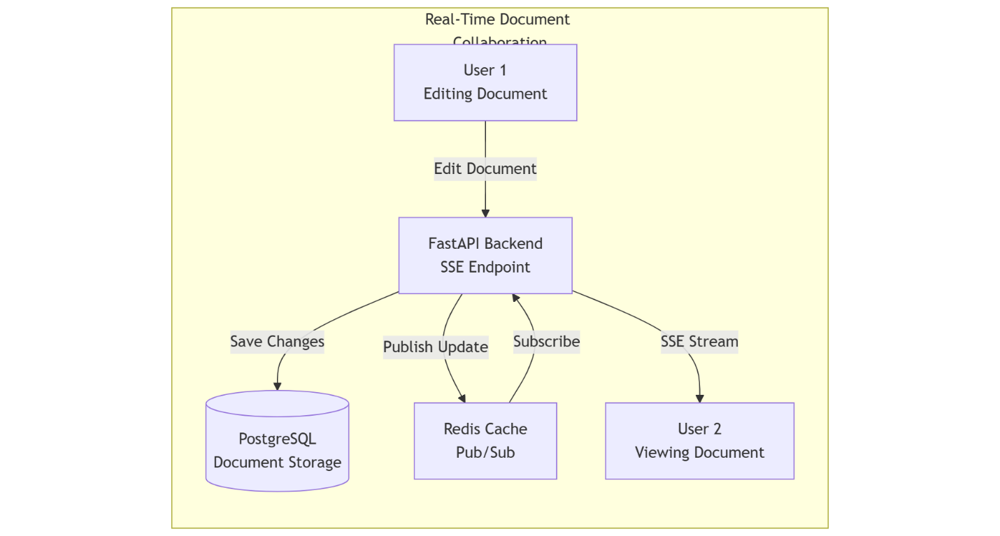 Real-Time Document
Collaboration
User 1
Editing Document
Edit Document
FastAPI Backend
SSE Endpoint
Save Changes
Publish Update
Subscribe
SSE Stream
PostgreSQL
Document Storage
Redis Cache
Pub/Sub
User 2
Viewing Document